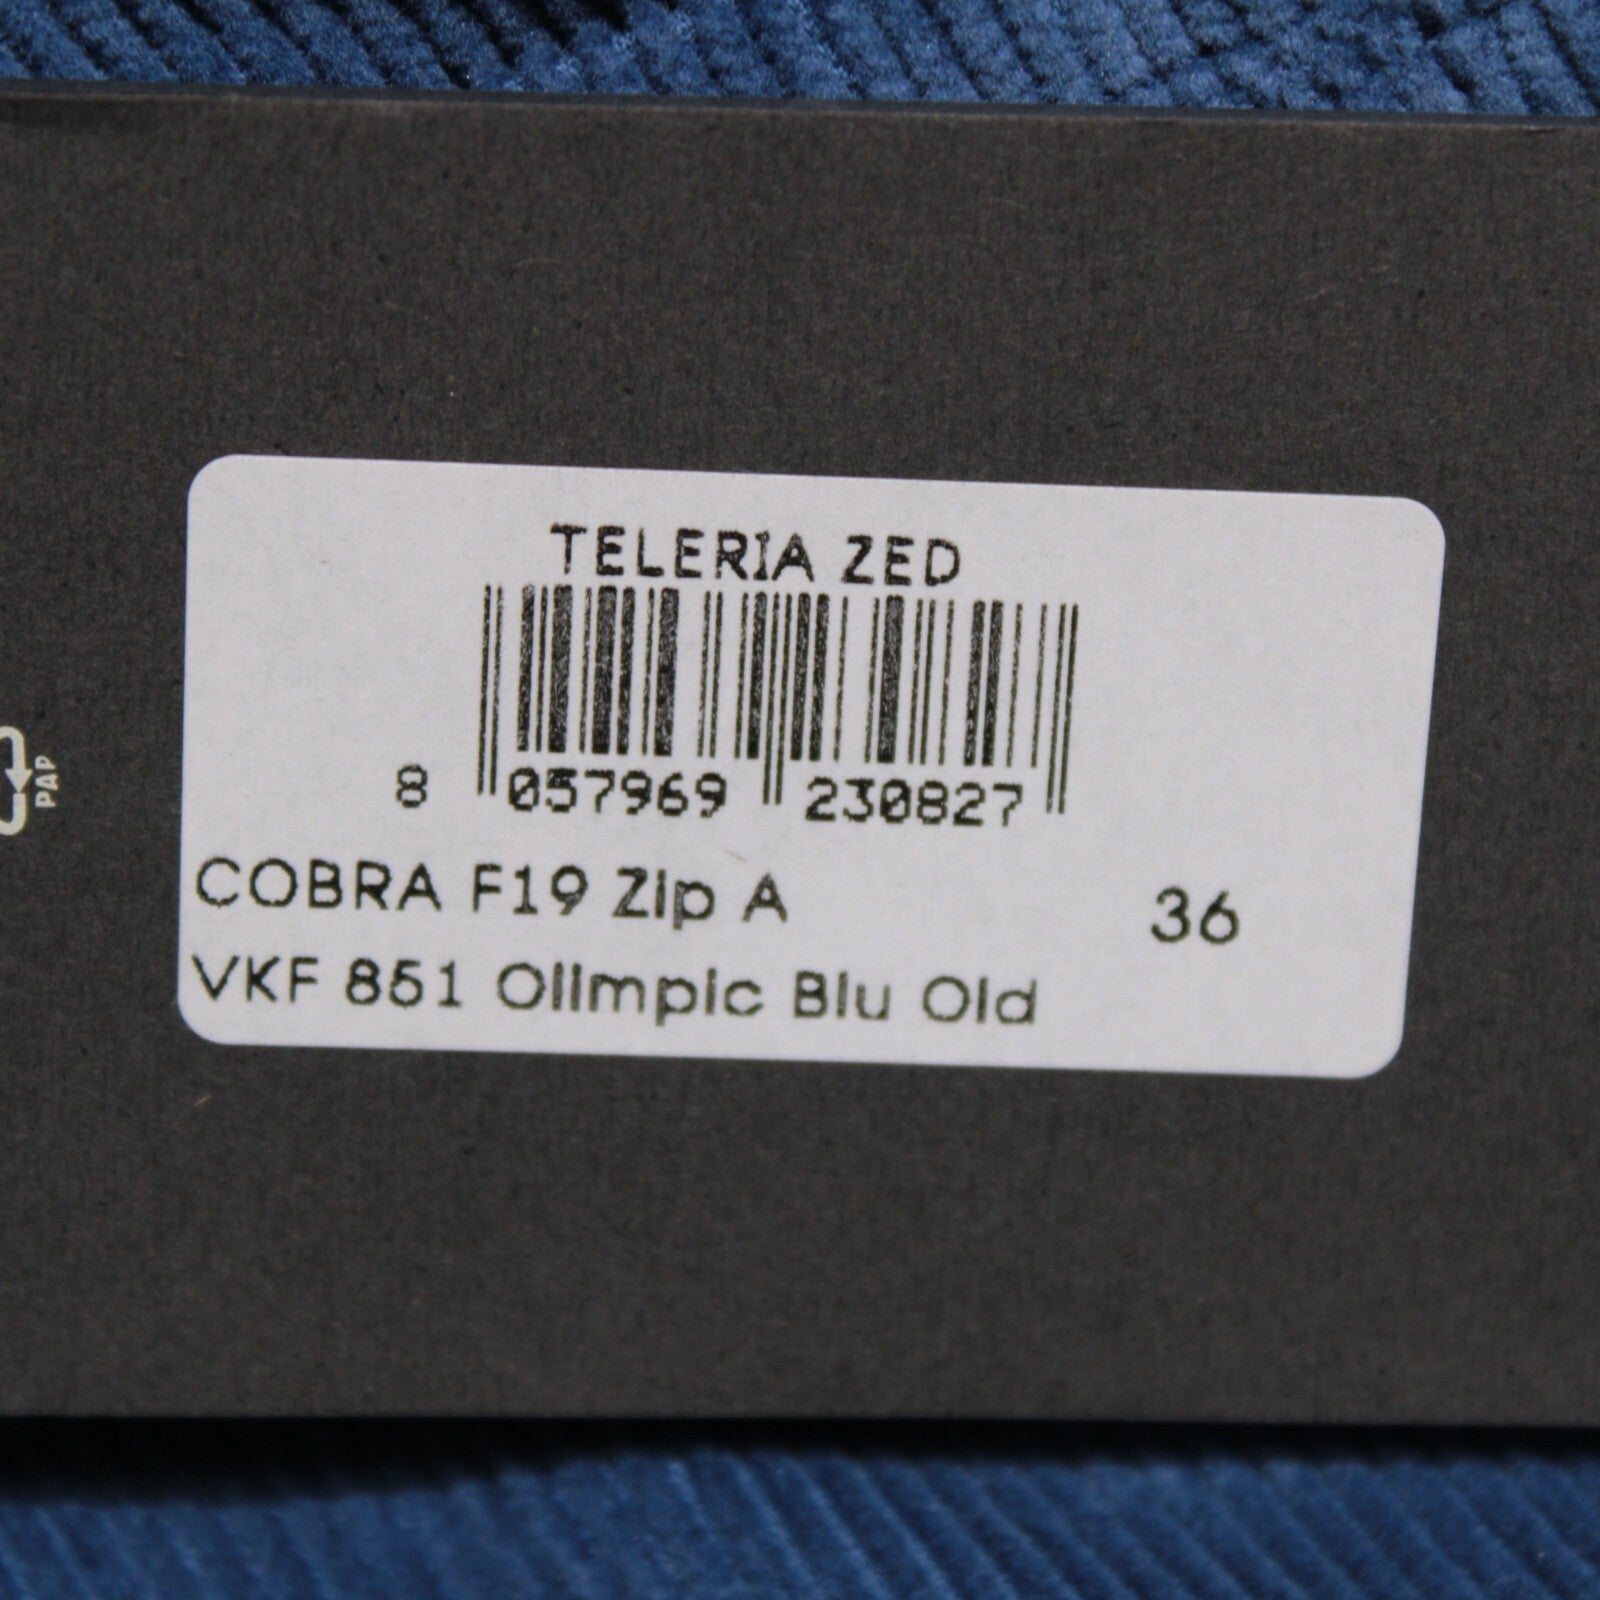 TELERIA ZED
8 057969 230827
COBRA F19 Zip A 36
VKF 851 Olimpic Blu Old
PAP